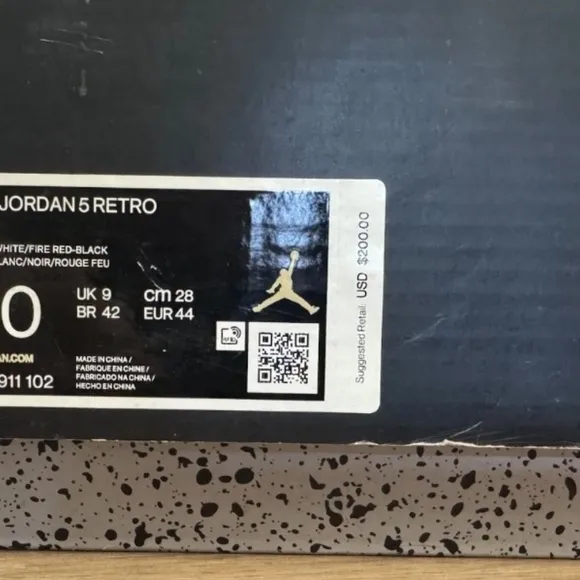 JORDAN 5 RETRO
HITE/FIRE RED-BLACK
LANC/NOIR/ROUGE FEU
0
UK 9
cm 28
BR 42
EUR 44
AN.COM
911 102
MADE IN CHINA /
FABRIQUE EN CHINE /
FABRICADO NA CHINA /
HECHO EN CHINA
Suggested Retail: USD $200.00